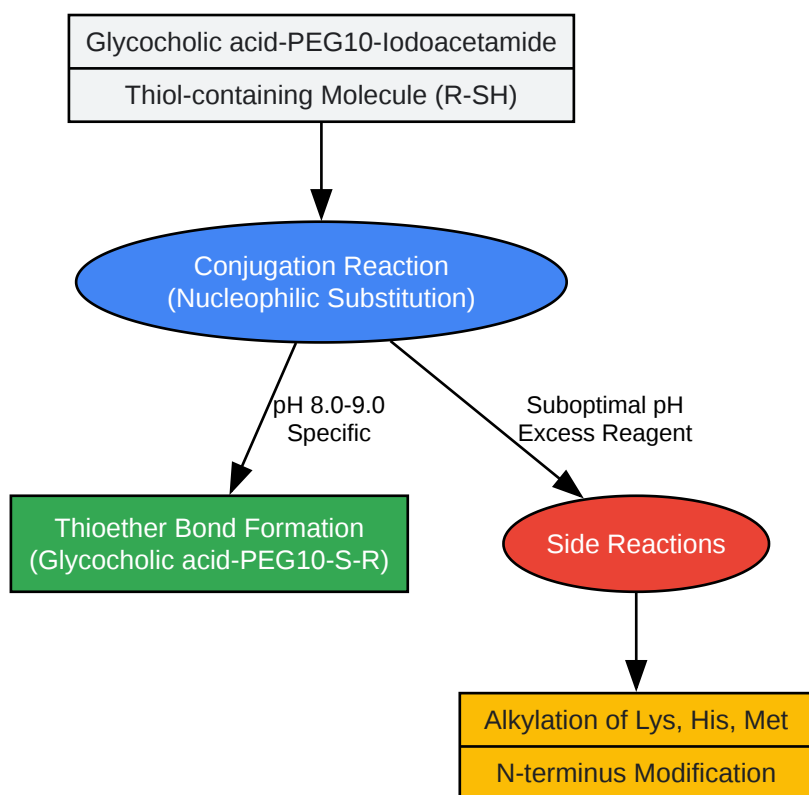 Glycocholic acid-PEG10-Iodoacetamide
Thiol-containing Molecule (R-SH)
Conjugation Reaction
(Nucleophilic Substitution)
pH 8.0-9.0
Specific
Suboptimal pH
Excess Reagent
Thioether Bond Formation
(Glycocholic acid-PEG10-S-R)
Side Reactions
Alkylation of Lys, His, Met
N-terminus Modification